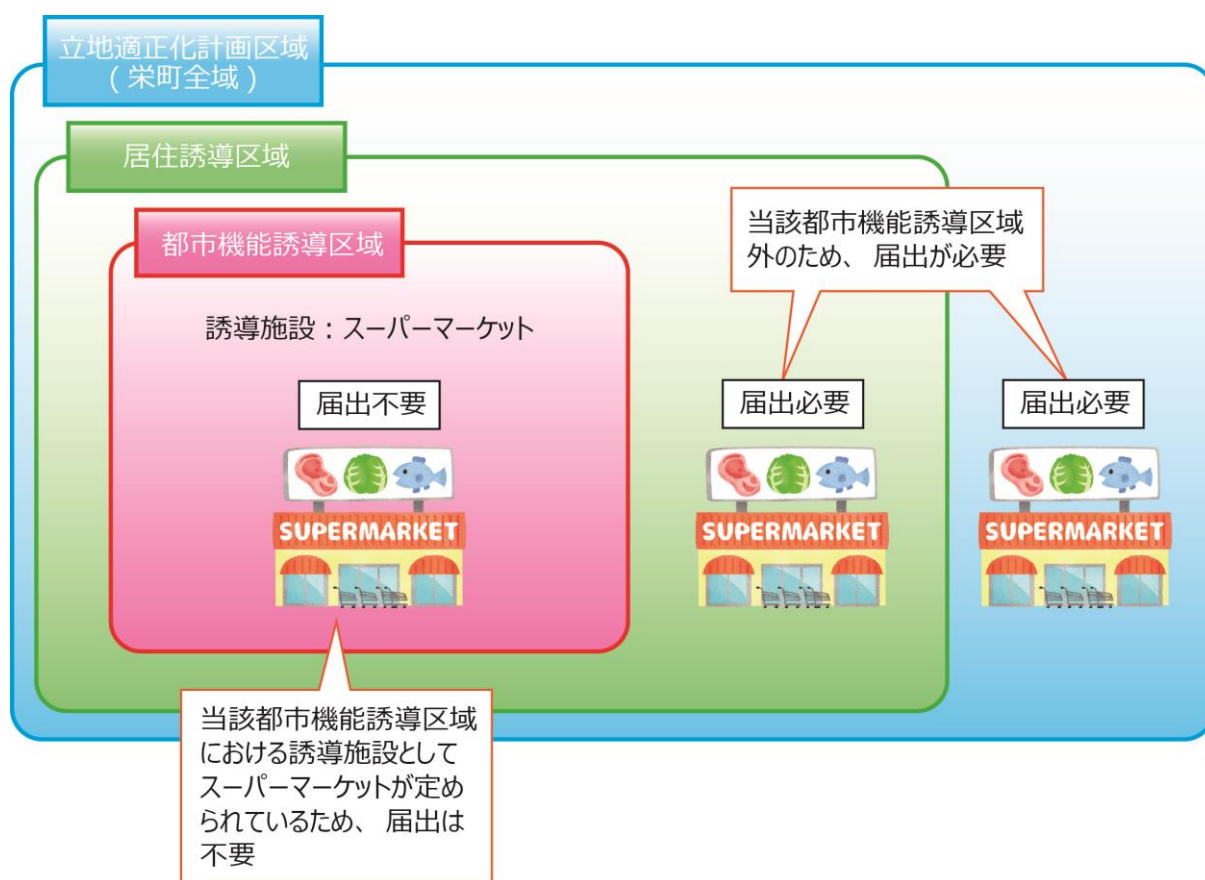 立地適正化計画区域
(栄町全域)
居住誘導区域
都市機能誘導区域
当該都市機能誘導区域
外のため、 届出が必要
誘導施設：スーパーマーケット
届出不要
届出必要
届出必要
SUPERMARKET
SUPERMARKET
SUPERMARKET
当該都市機能誘導区域
における誘導施設として
スーパーマーケットが定め
られているため、 届出は
不要